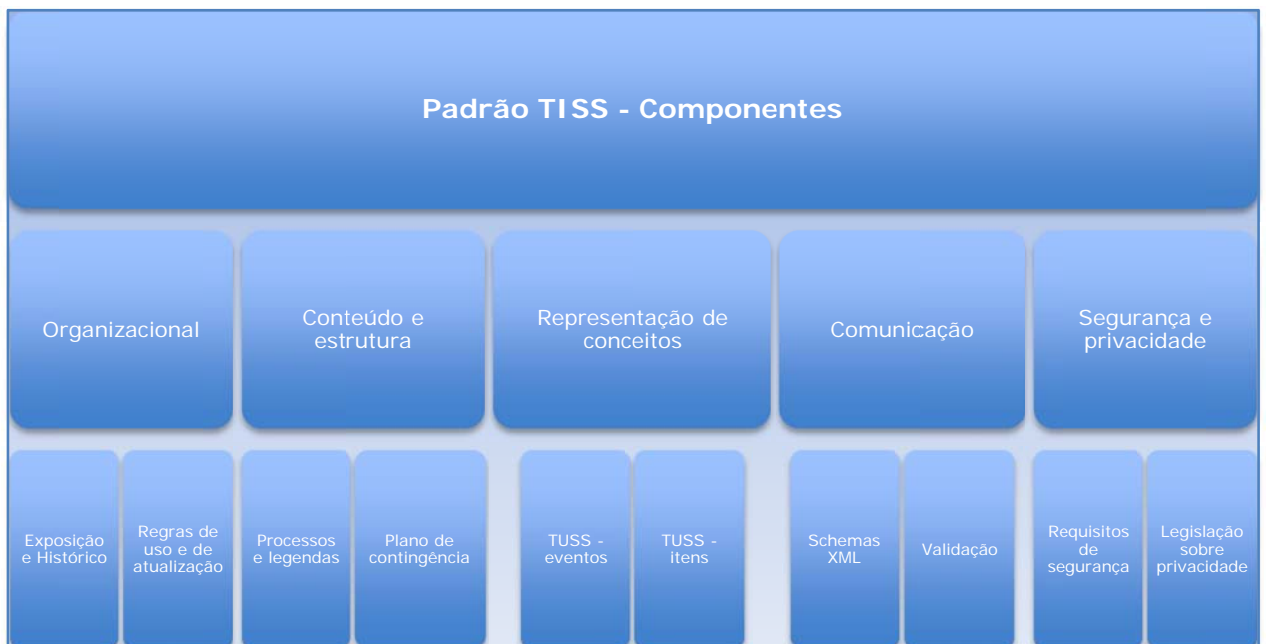 Padrão TISS - Componentes
Organizacional
Conteúdo e
estrutura
Representação de
conceitos
Comunicação
Segurança e
privacidade
Exposição
e Histórico
Regras de
uso e de
atualização
Processos
e legendas
Plano de
contingência
TUSS -
eventos
TUSS -
itens
Schemas
XML
Validação
Requisitos
de
segurança
Legislação
sobre
privacidade